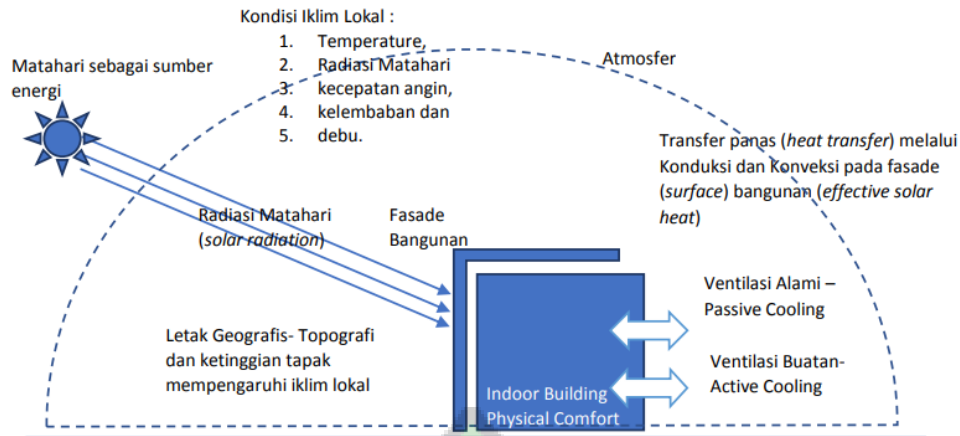 Kondisi Iklim Lokal :
1. Temperature,
2. Radiasi Matahari
3. kecepatan angin,
4. kelembaban dan
5. debu.
Matahari sebagai sumber
energi
Atmosfer
Transfer panas (heat transfer) melalui
Konduksi dan Konveksi pada fasade
(surface) bangunan (effective solar
heat)
Radiasi Matahari
(solar radiation)
Fasade
Bangunan
Ventilasi Alami –
Passive Cooling
Letak Geografis- Topografi
dan ketinggian tapak
mempengaruhi iklim lokal
Ventilasi Buatan-
Active Cooling
Indoor Building
Physical Comfort